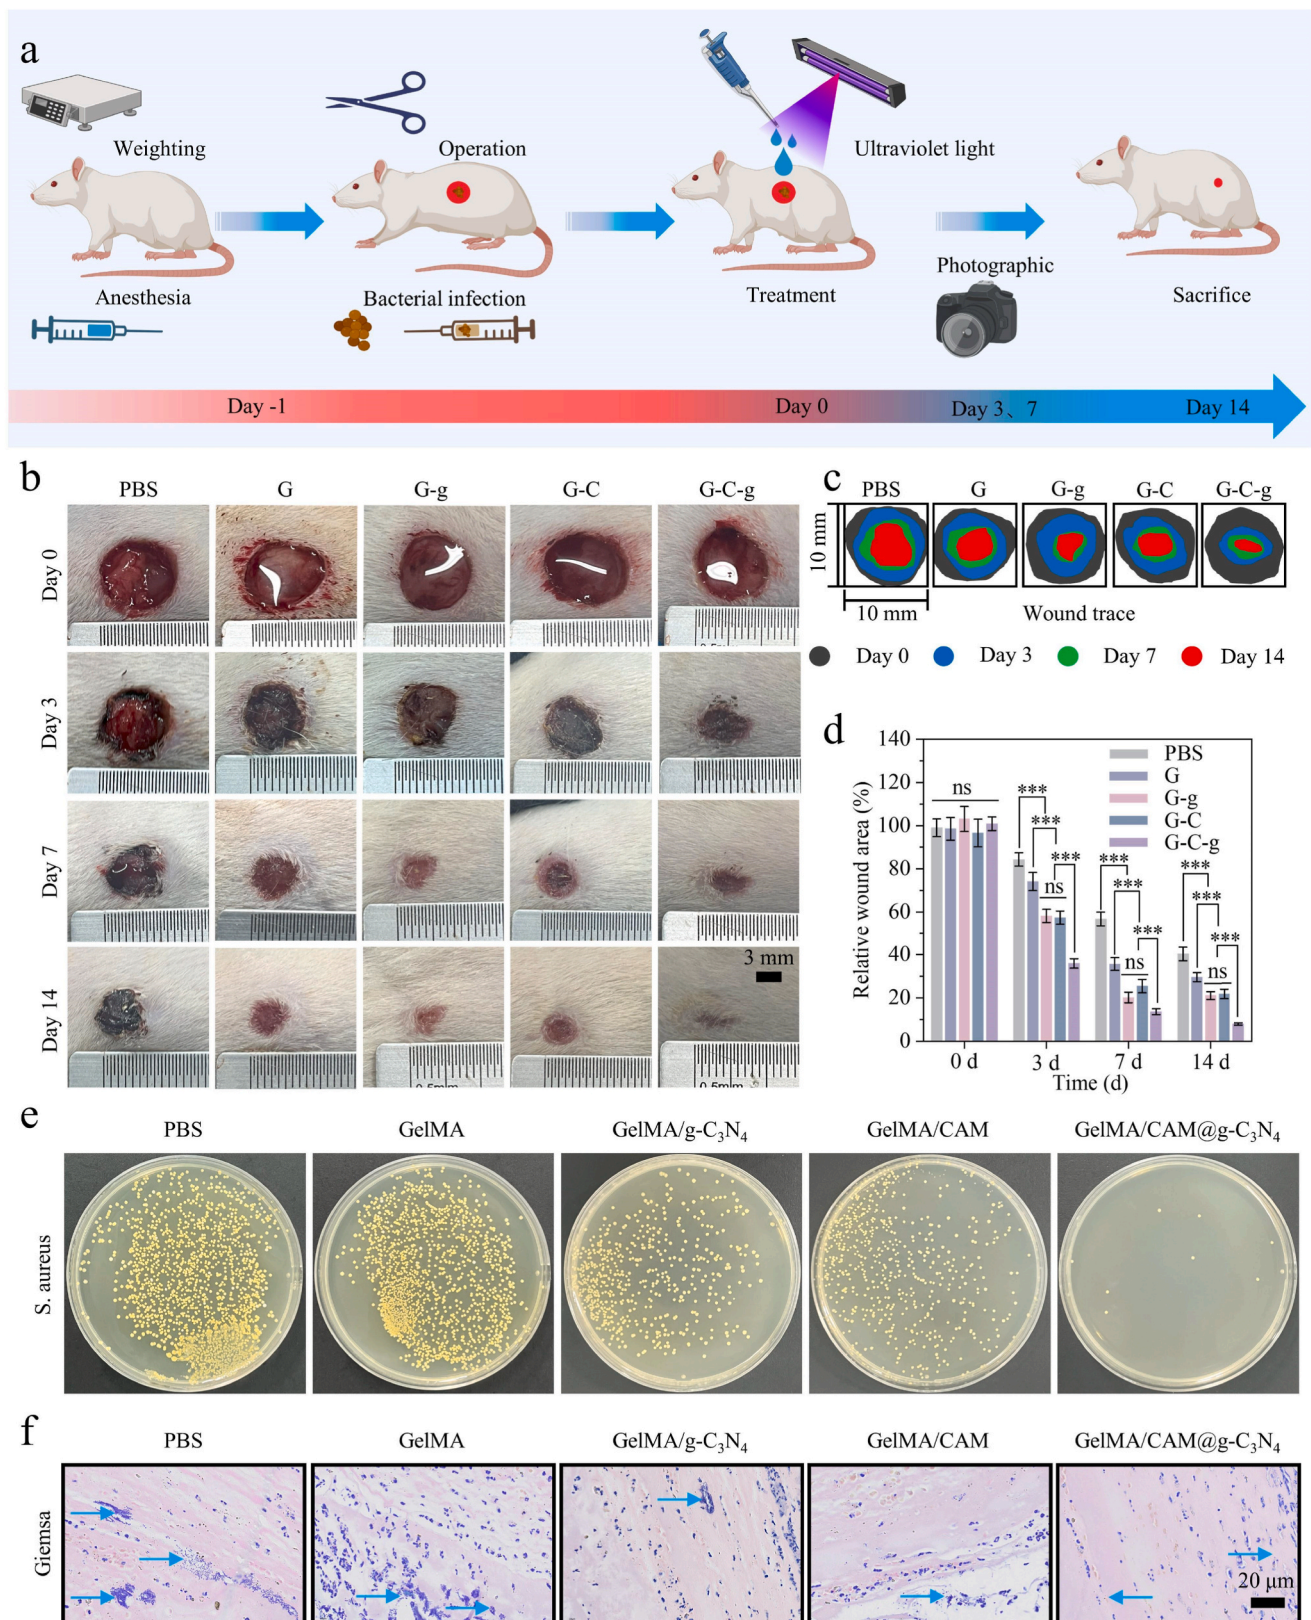 a
Weighting
Operation
Ultraviolet light
Anesthesia
Bacterial infection
Treatment
Photographic
Sacrifice
Day -1
Day 0
Day 3、7
Day 14
b
PBS
G
G-g
G-C
G-C-g
Day 0
Day 3
Day 7
Day 14
3 mm
0.5mm
c
PBS
G
G-g
G-C
G-C-g
10 mm
10 mm
Wound trace
Day 0
Day 3
Day 7
Day 14
d
Relative wound area (%)
140
120
100
80
60
40
20
0
PBS
G
G-g
G-C
G-C-g
ns
***
***
***
ns
***
***
***
ns
***
***
***
ns
0 d
3 d
7 d
14 d
Time (d)
e
PBS
GelMA
GelMA/g-C₃N₄
GelMA/CAM
GelMA/CAM@g-C₃N₄
S. aureus
f
PBS
GelMA
GelMA/g-C₃N₄
GelMA/CAM
GelMA/CAM@g-C₃N₄
Giemsa
20 μm